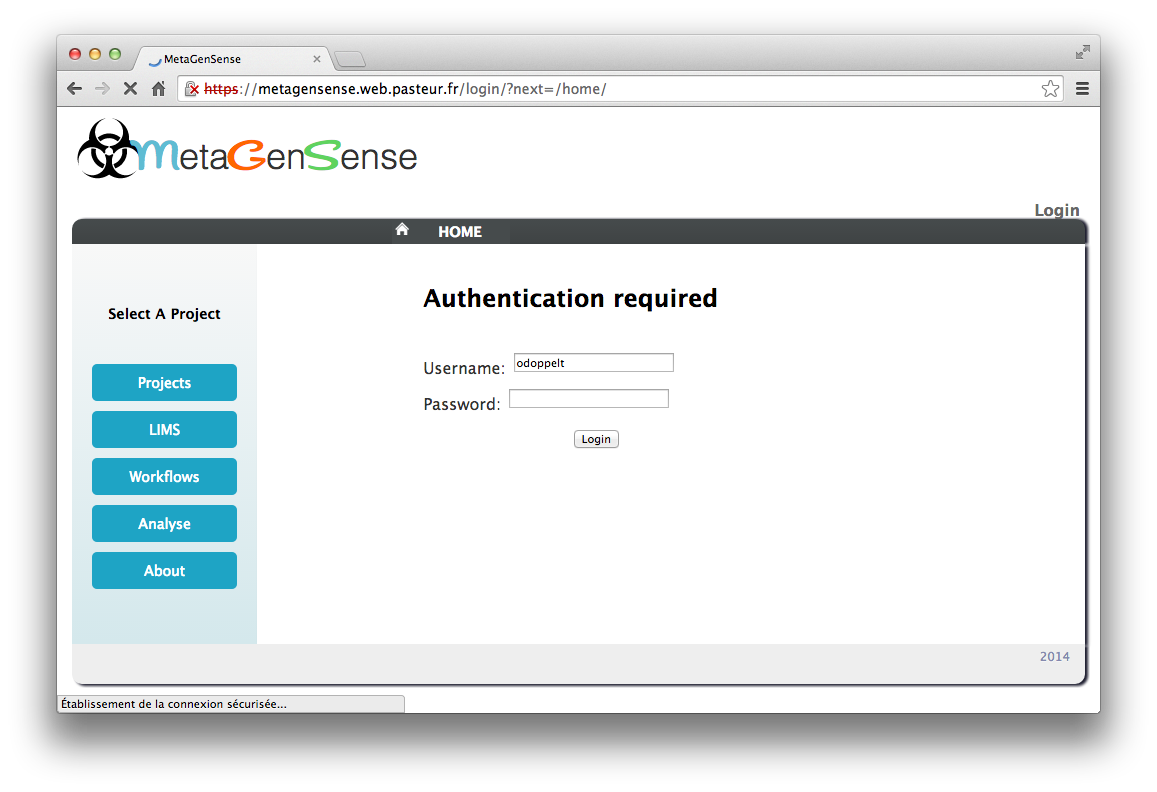 MetaGenSense
https://metagensense.web.pasteur.fr/login/?next=/home/
MetaGenSense
Login
HOME
Select A Project
Projects
LIMS
Workflows
Analyse
About
Authentication required
Username: odoppelt
Password:
Login
2014
Établissement de la connexion sécurisée...